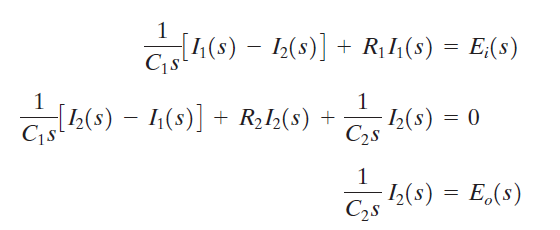 1/(C₁s) [I₁(s) − I₂(s)] + R₁I₁(s) = Eᵢ(s)
1/(C₁s) [I₂(s) − I₁(s)] + R₂I₂(s) + 1/(C₂s) I₂(s) = 0
1/(C₂s) I₂(s) = Eₒ(s)